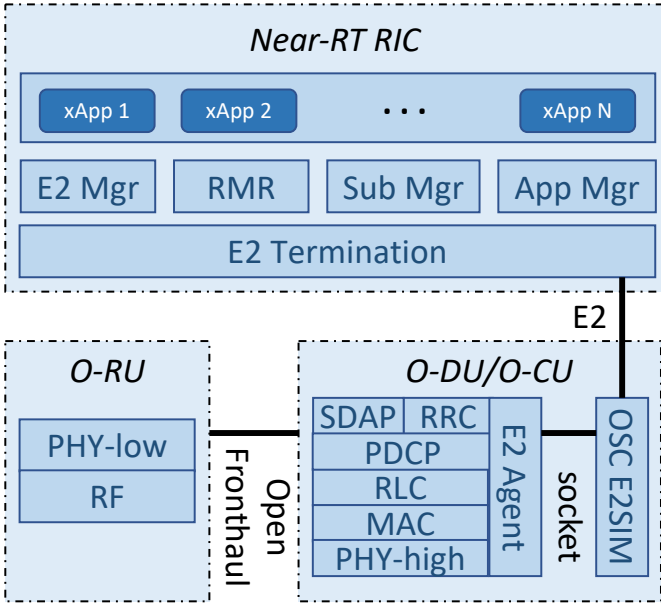 Near-RT RIC
xApp 1 xApp 2 ... xApp N
E2 Mgr RMR Sub Mgr App Mgr
E2 Termination
E2
O-RU
PHY-low
RF
Open
Fronthaul
O-DU/O-CU
SDAP RRC
PDCP
RLC
MAC
PHY-high
E2 Agent
socket
OSC E2SIM